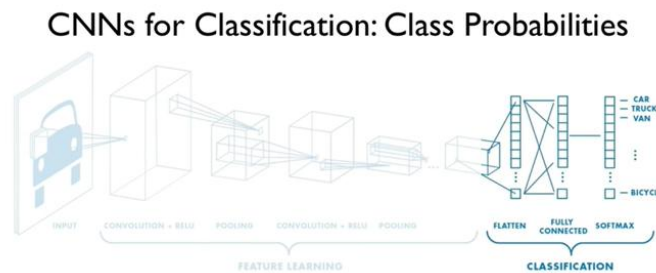 CNNs for Classification: Class Probabilities
CAR
TRUCK
VAN
BICYCLE
INPUT
CONVOLUTION + RELU
POOLING
CONVOLUTION + RELU
POOLING
FLATTEN
FULLY
CONNECTED
SOFTMAX
FEATURE LEARNING
CLASSIFICATION